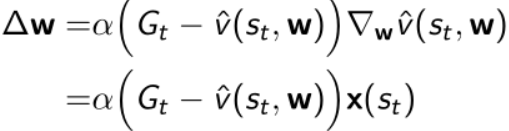 Δ𝐰 = α(G_t − v̂(s_t, 𝐰))∇_𝐰 v̂(s_t, 𝐰)
= α(G_t − v̂(s_t, 𝐰))𝐱(s_t)